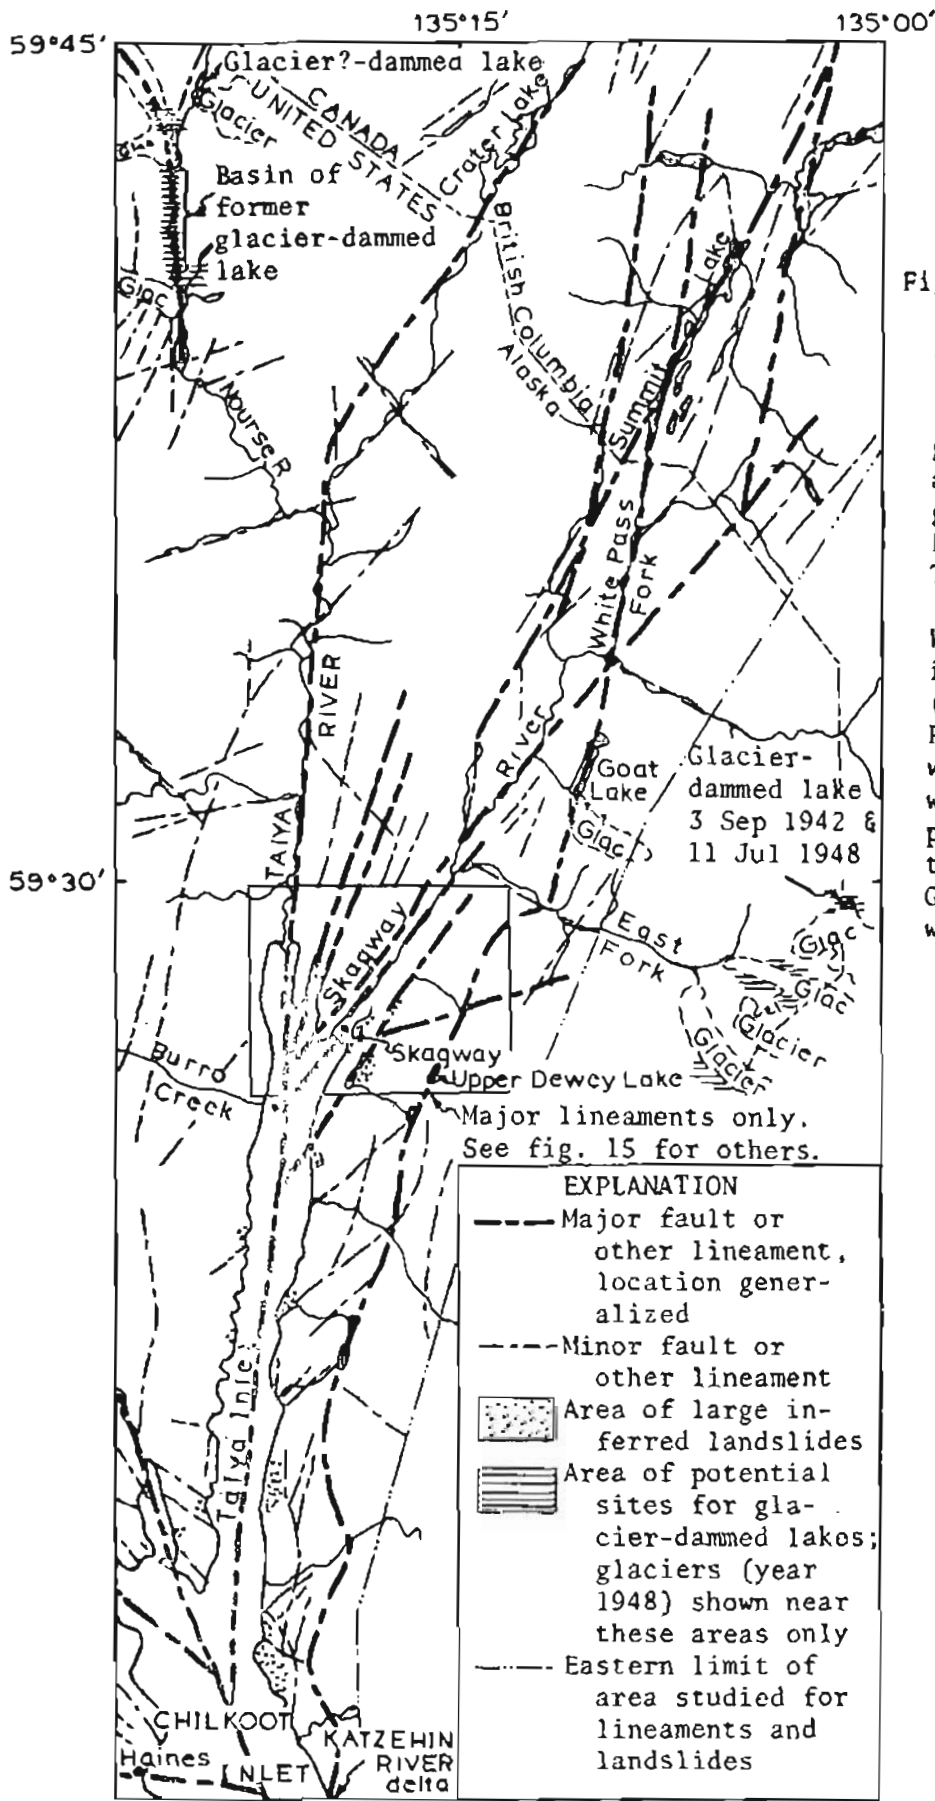 135°15'
135°00'
59°45'
Glacier?-dammed lake
Glacier
CANADA
UNITED STATES
Crater Lake
Basin of
former
glacier-dammed
lake
Glac
British Columbia
Alaska
Lake
Summit
Fi
Nourse R
White Pass
Fork
RIVER
TAIYA
River
Goat
Lake
Glac
Glacier-
dammed lake
3 Sep 1942 &
11 Jul 1948
59°30'
Skagway
East
Fork
Glac
Glac
Glacier
Glacier
Burro
Creek
Skagway
Upper Dewey Lake
Major lineaments only.
See fig. 15 for others.
EXPLANATION
Major fault or
other lineament,
location gener-
alized
Minor fault or
other lineament
Area of large in-
ferred landslides
Area of potential
sites for gla-
cier-dammed lakes;
glaciers (year
1948) shown near
these areas only
Eastern limit of
area studied for
lineaments and
landslides
Taiya Inlet
CHILKOOT
INLET
Haines
KATZEHIN
RIVER
delta